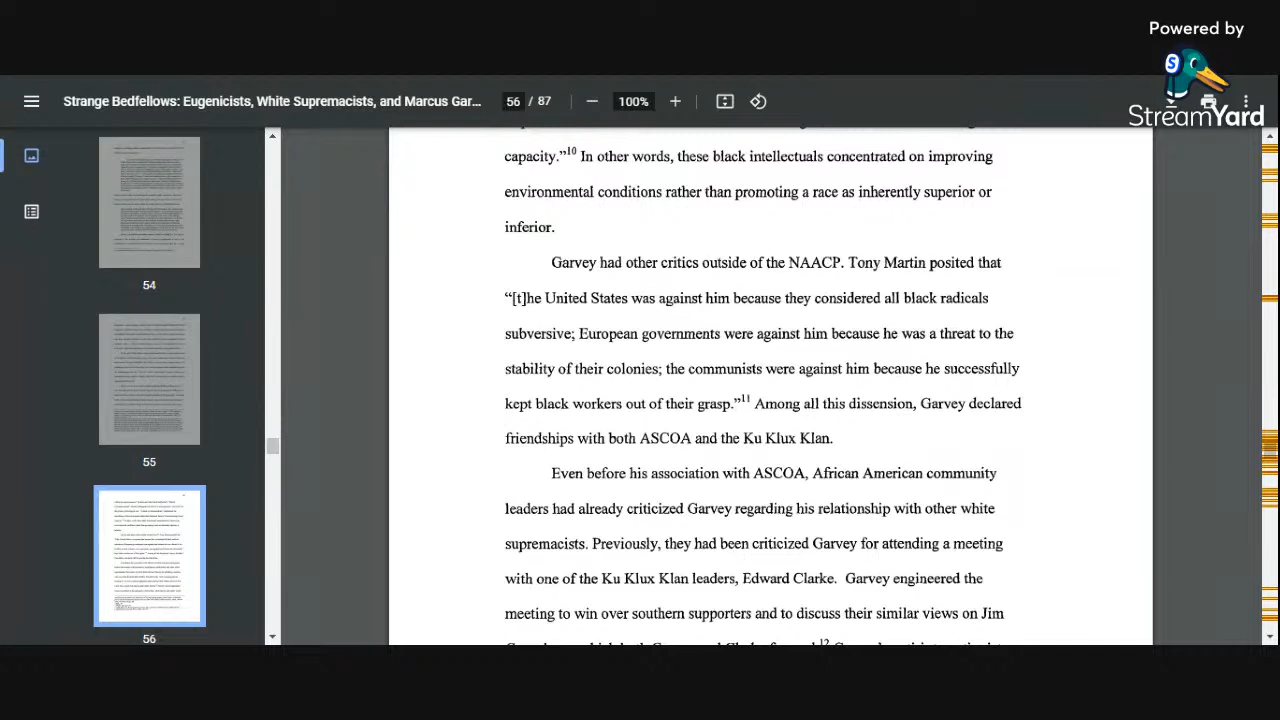 Powered by
StreamYard
Strange Bedfellows: Eugenicists, White Supremacists, and Marcus Gar...
56 / 87
100%
54
55
56
capacity.”10 In other words, these black intellectuals concentrated on improving
environmental conditions rather than promoting a race as inherently superior or
inferior.
Garvey had other critics outside of the NAACP. Tony Martin posited that
“[t]he United States was against him because they considered all black radicals
subversive; European governments were against him because he was a threat to the
stability of their colonies; the communists were against him because he successfully
kept black workers out of their grasp.”11 Among all this dissension, Garvey declared
friendships with both ASCOA and the Ku Klux Klan.
Even before his association with ASCOA, African American community
leaders had already criticized Garvey regarding his relationship with other white
supremacists. Previously, they had been criticized Garvey for attending a meeting
with one of the Ku Klux Klan leaders, Edward Clarke. Garvey engineered the
meeting to win over southern supporters and to discuss their similar views on Jim